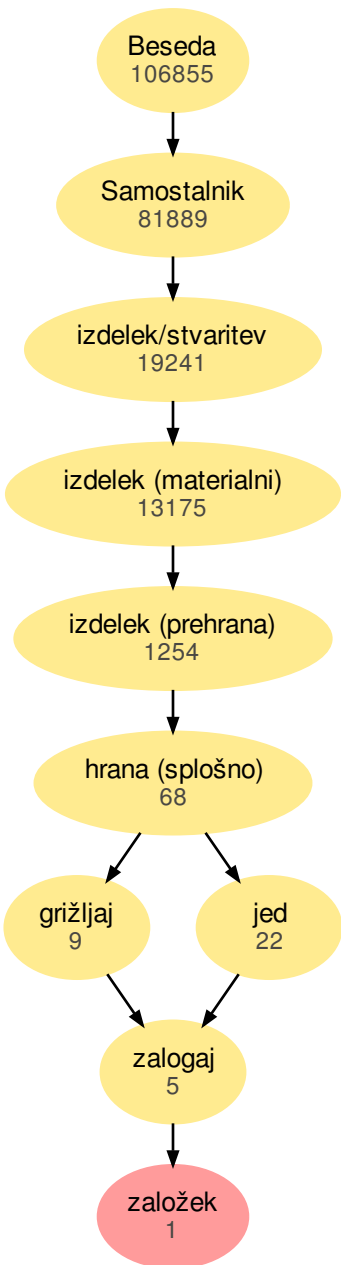 Beseda
106855
Samostalnik
81889
izdelek/stvaritev
19241
izdelek (materialni)
13175
izdelek (prehrana)
1254
hrana (splošno)
68
grižljaj
9
jed
22
zalogaj
5
založek
1